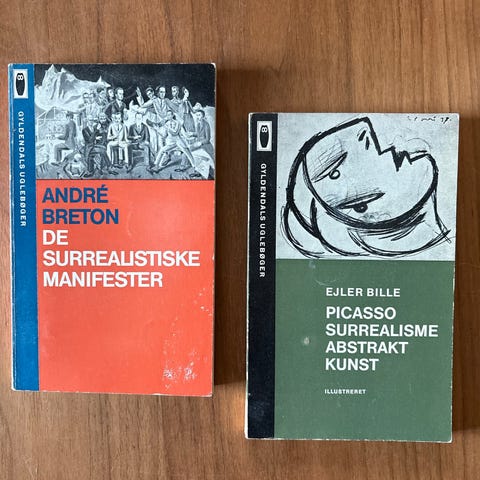 GYLDENDALS UGLEBØGER
ANDRÉ
BRETON
DE
SURREALISTISKE
MANIFESTER
GYLDENDALS UGLEBØGER
EJLER BILLE
PICASSO
SURREALISME
ABSTRAKT
KUNST
ILLUSTRERET